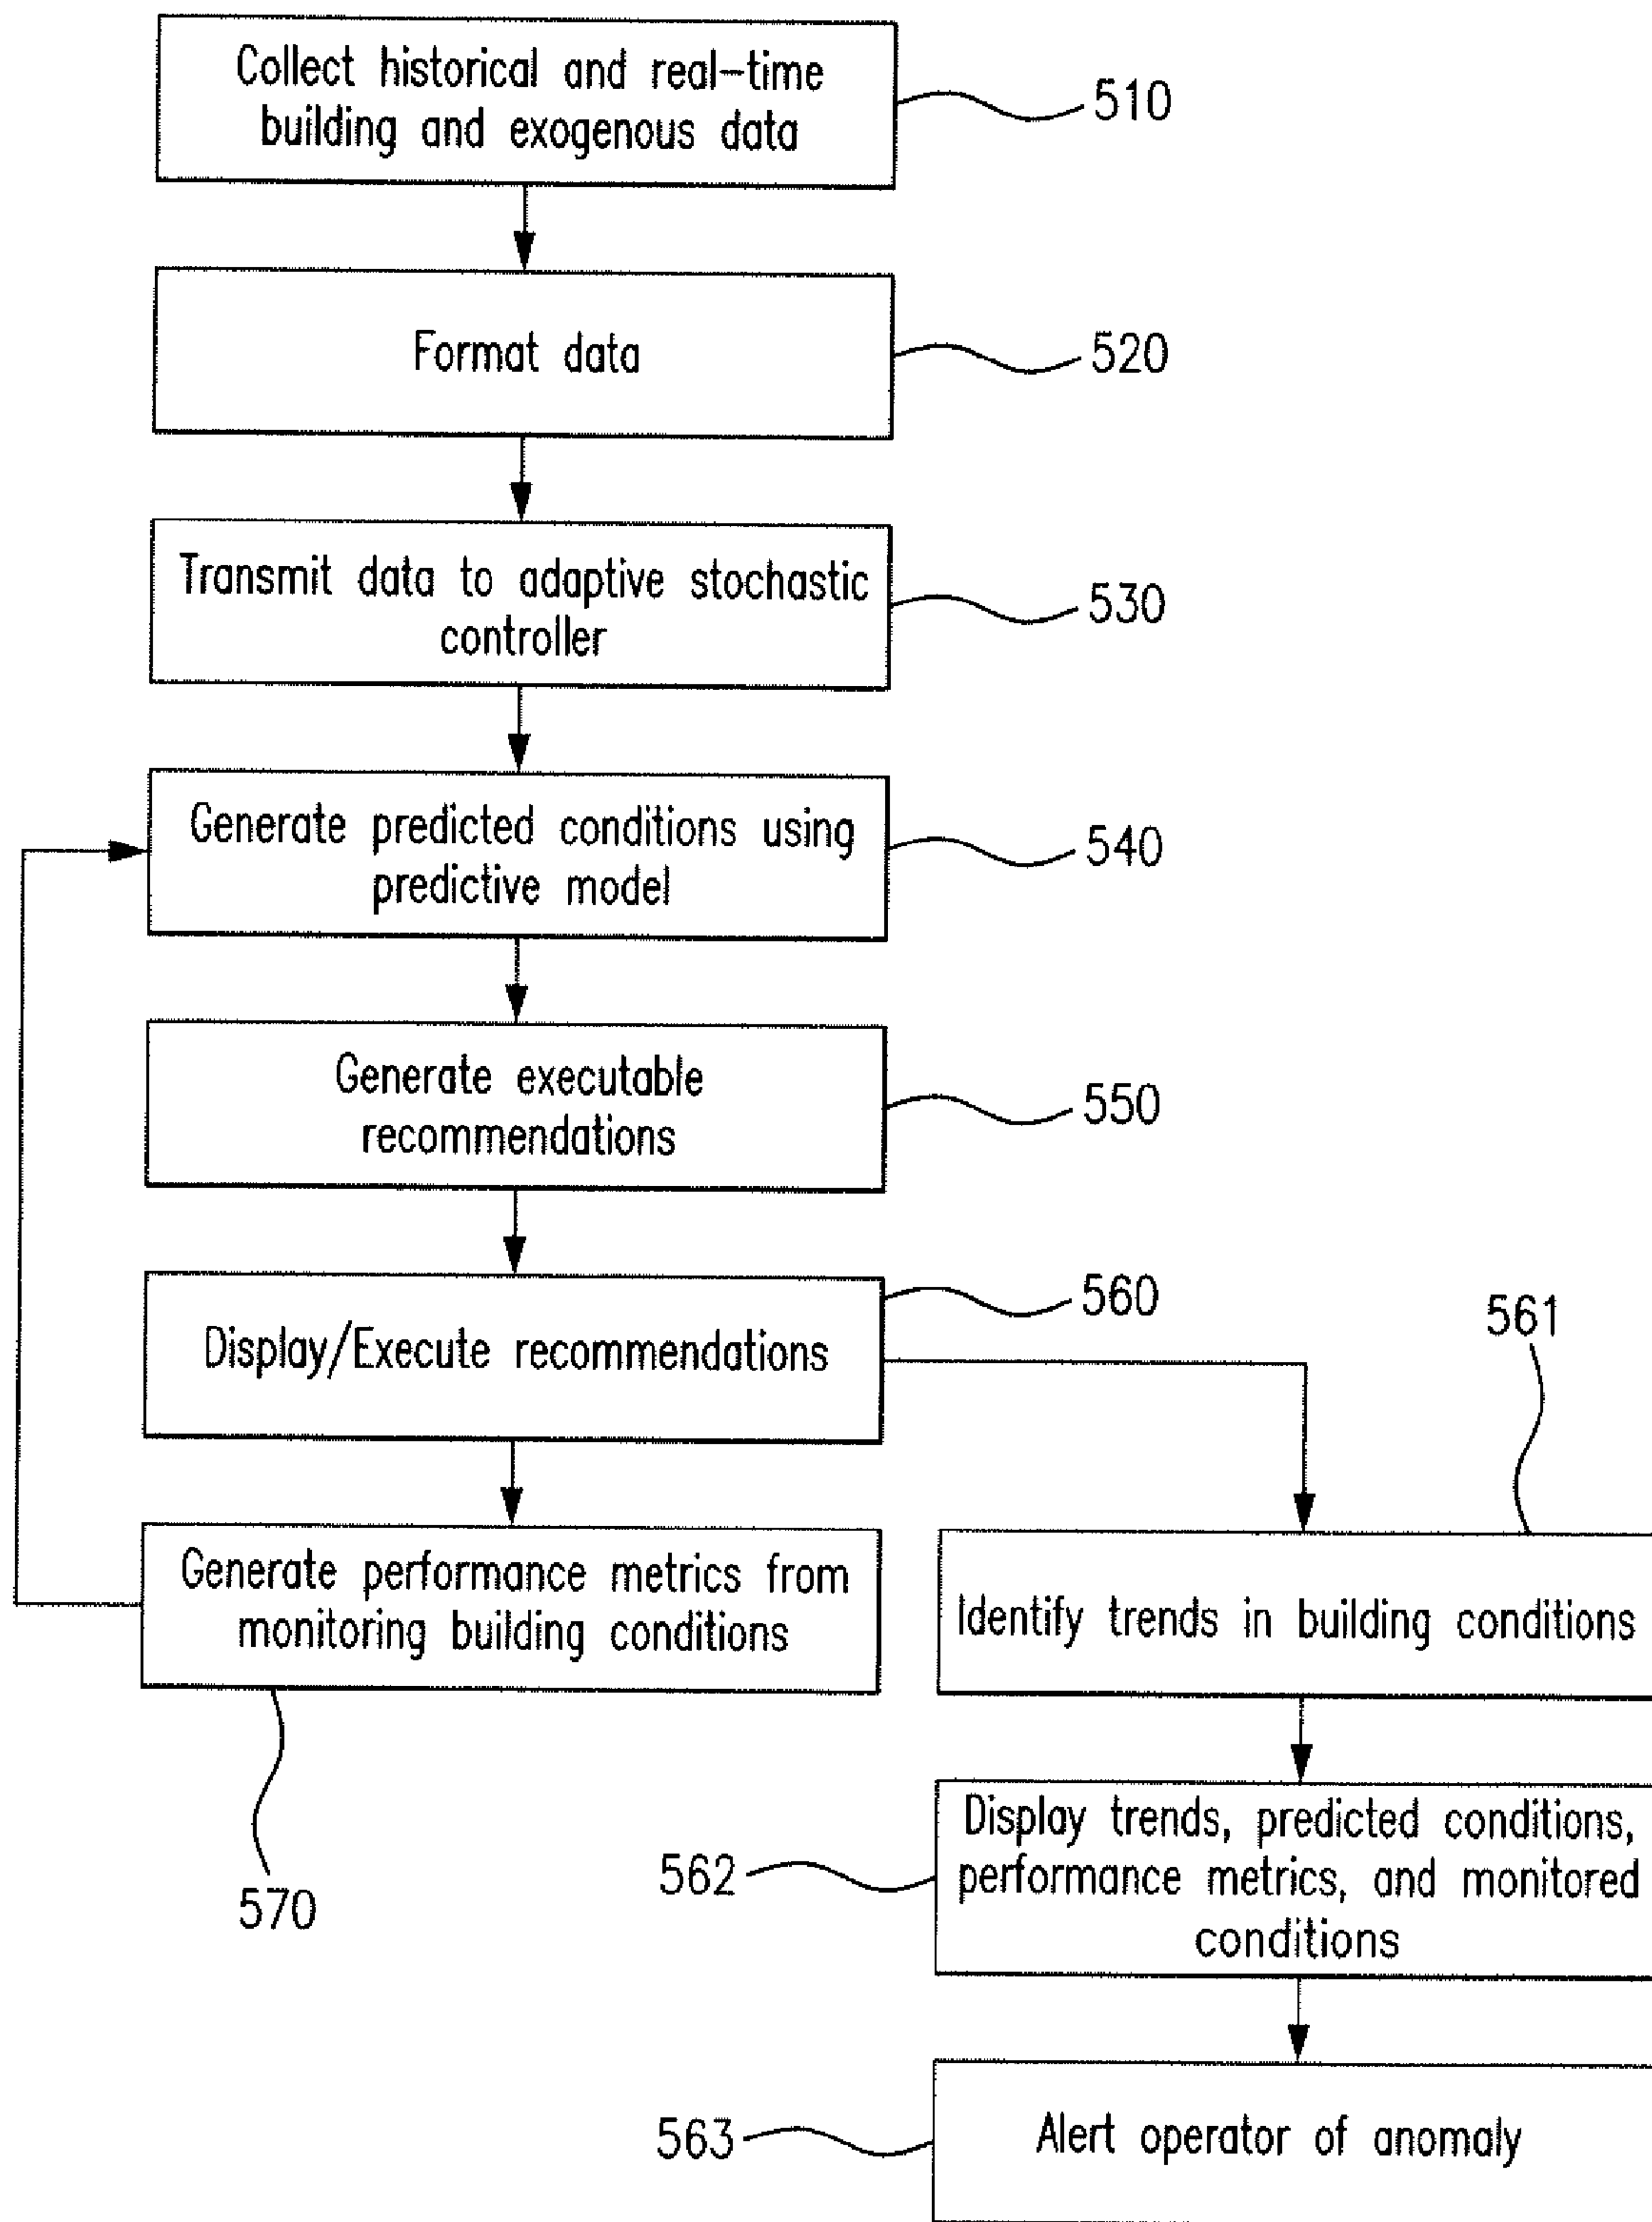 Collect historical and real-time
building and exogenous data
510
Format data
520
Transmit data to adaptive stochastic
controller
530
Generate predicted conditions using
predictive model
540
Generate executable
recommendations
550
Display/Execute recommendations
560
561
Generate performance metrics from
monitoring building conditions
570
Identify trends in building conditions
Display trends, predicted conditions,
performance metrics, and monitored
conditions
562
Alert operator of anomaly
563